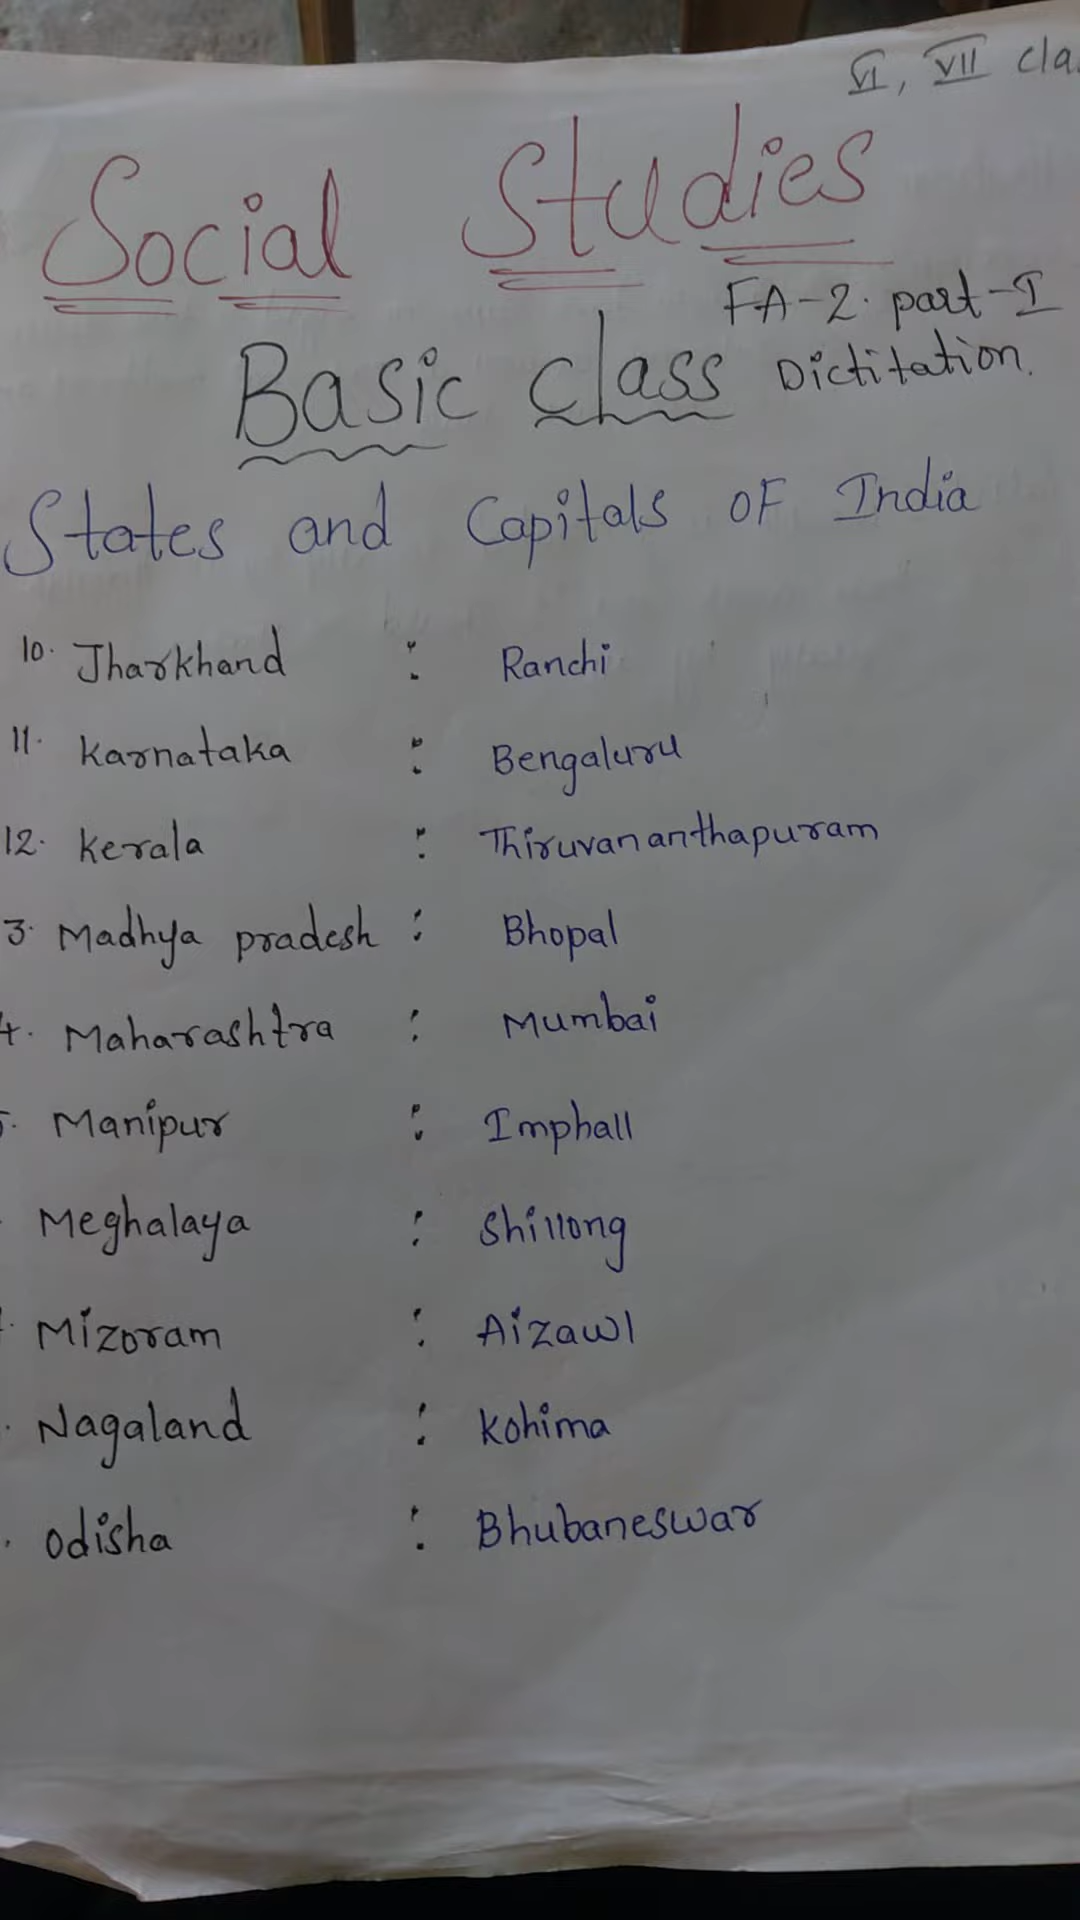 VI, VII cla
Social Studies
FA-2. part-I
Basic class Dictitation.
States and Capitals OF India
10. Jharkhand : Ranchi
11. Karnataka : Bengaluru
12. Kerala : Thiruvananthapuram
3. Madhya pradesh : Bhopal
4. Maharashtra : Mumbai
5. Manipur : Imphall
Meghalaya : Shillong
Mizoram : Aizawl
Nagaland : Kohima
Odisha : Bhubaneswar